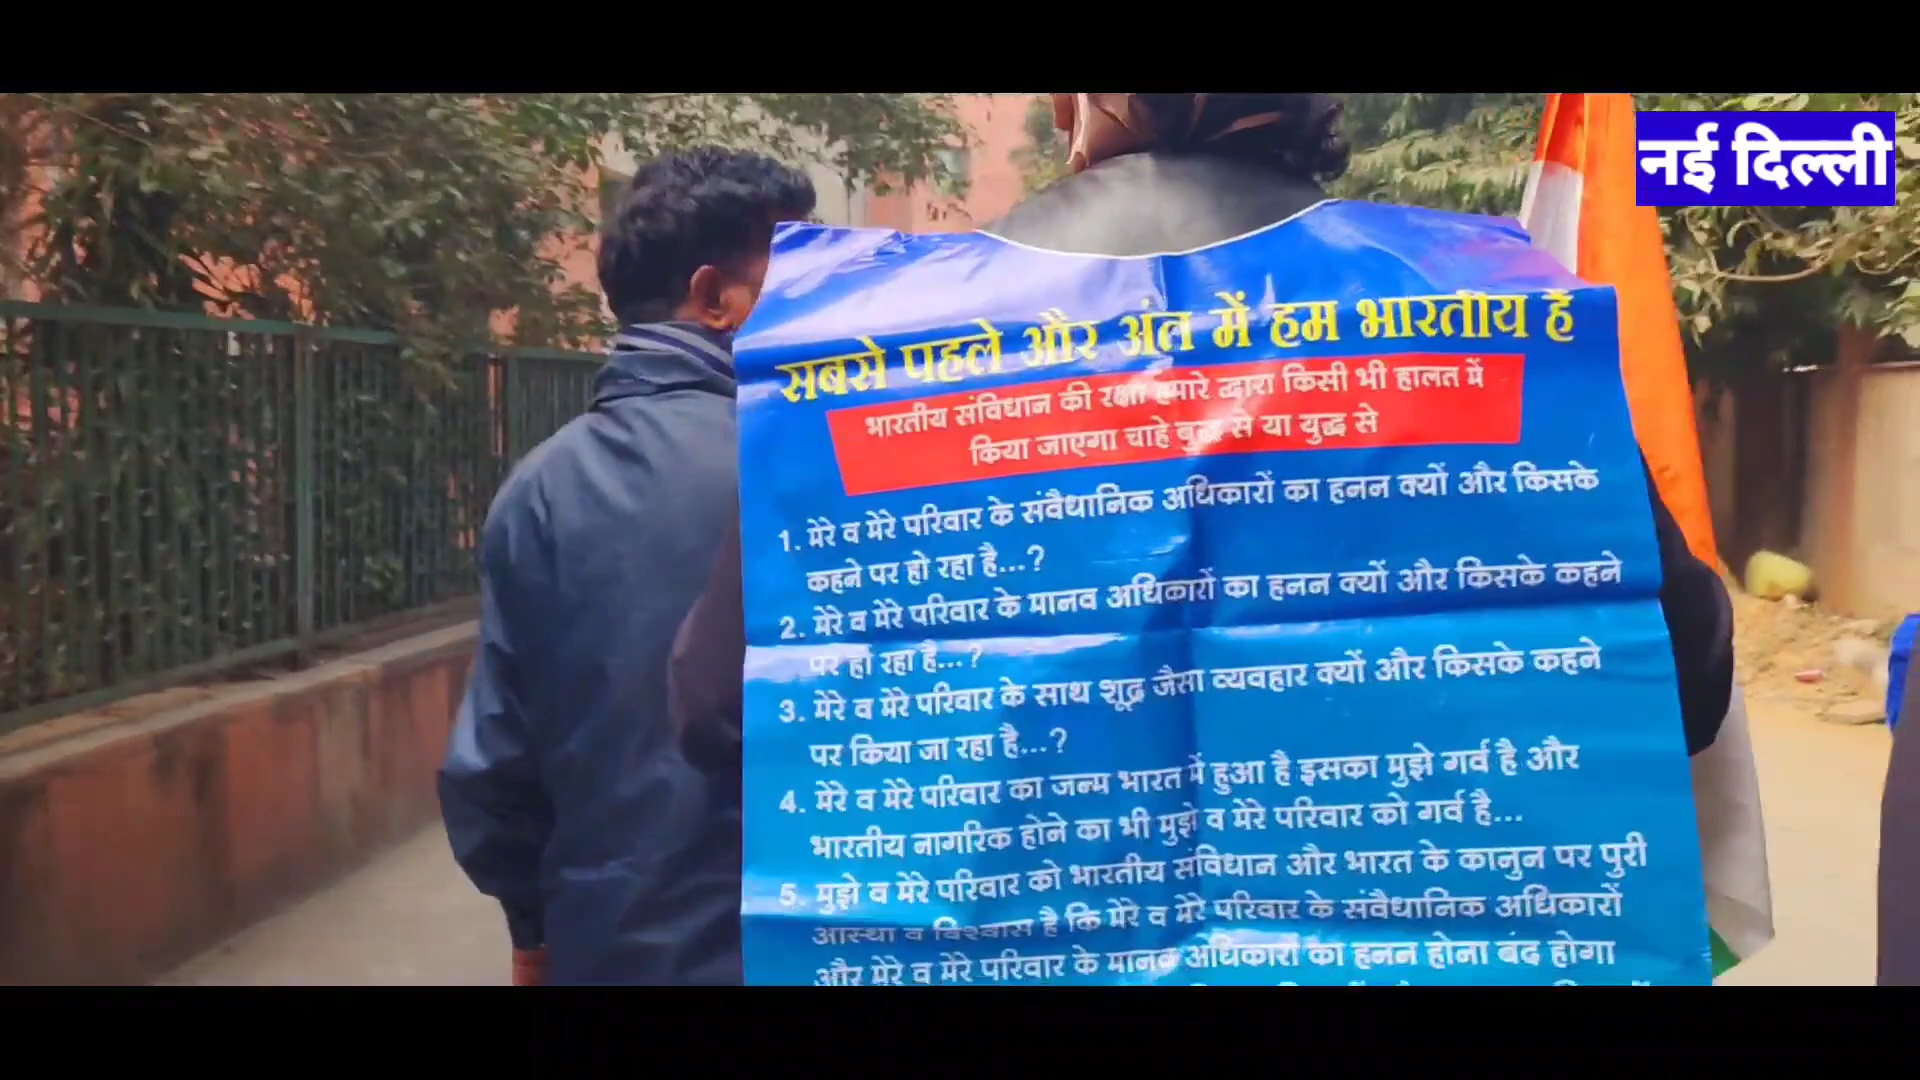 नई दिल्ली
सबसे पहले और अंत में हम भारतीय हैं
भारतीय संविधान की रक्षा हमारे द्वारा किसी भी हालत में
किया जाएगा चाहे बुद्ध से या युद्ध से
1. मेरे व मेरे परिवार के संवैधानिक अधिकारों का हनन क्यों और किसके
कहने पर हो रहा है...?
2. मेरे व मेरे परिवार के मानव अधिकारों का हनन क्यों और किसके कहने
पर हो रहा है...?
3. मेरे व मेरे परिवार के साथ शूद्र जैसा व्यवहार क्यों और किसके कहने
पर किया जा रहा है...?
4. मेरे व मेरे परिवार का जन्म भारत में हुआ है इसका मुझे गर्व है और
भारतीय नागरिक होने का भी मुझे व मेरे परिवार को गर्व है...
5. मुझे व मेरे परिवार को भारतीय संविधान और भारत के कानुन पर पुरी
आस्था व विश्वास है कि मेरे व मेरे परिवार के संवैधानिक अधिकारों
और मेरे व मेरे परिवार के मानव अधिकारों का हनन होना बंद होगा